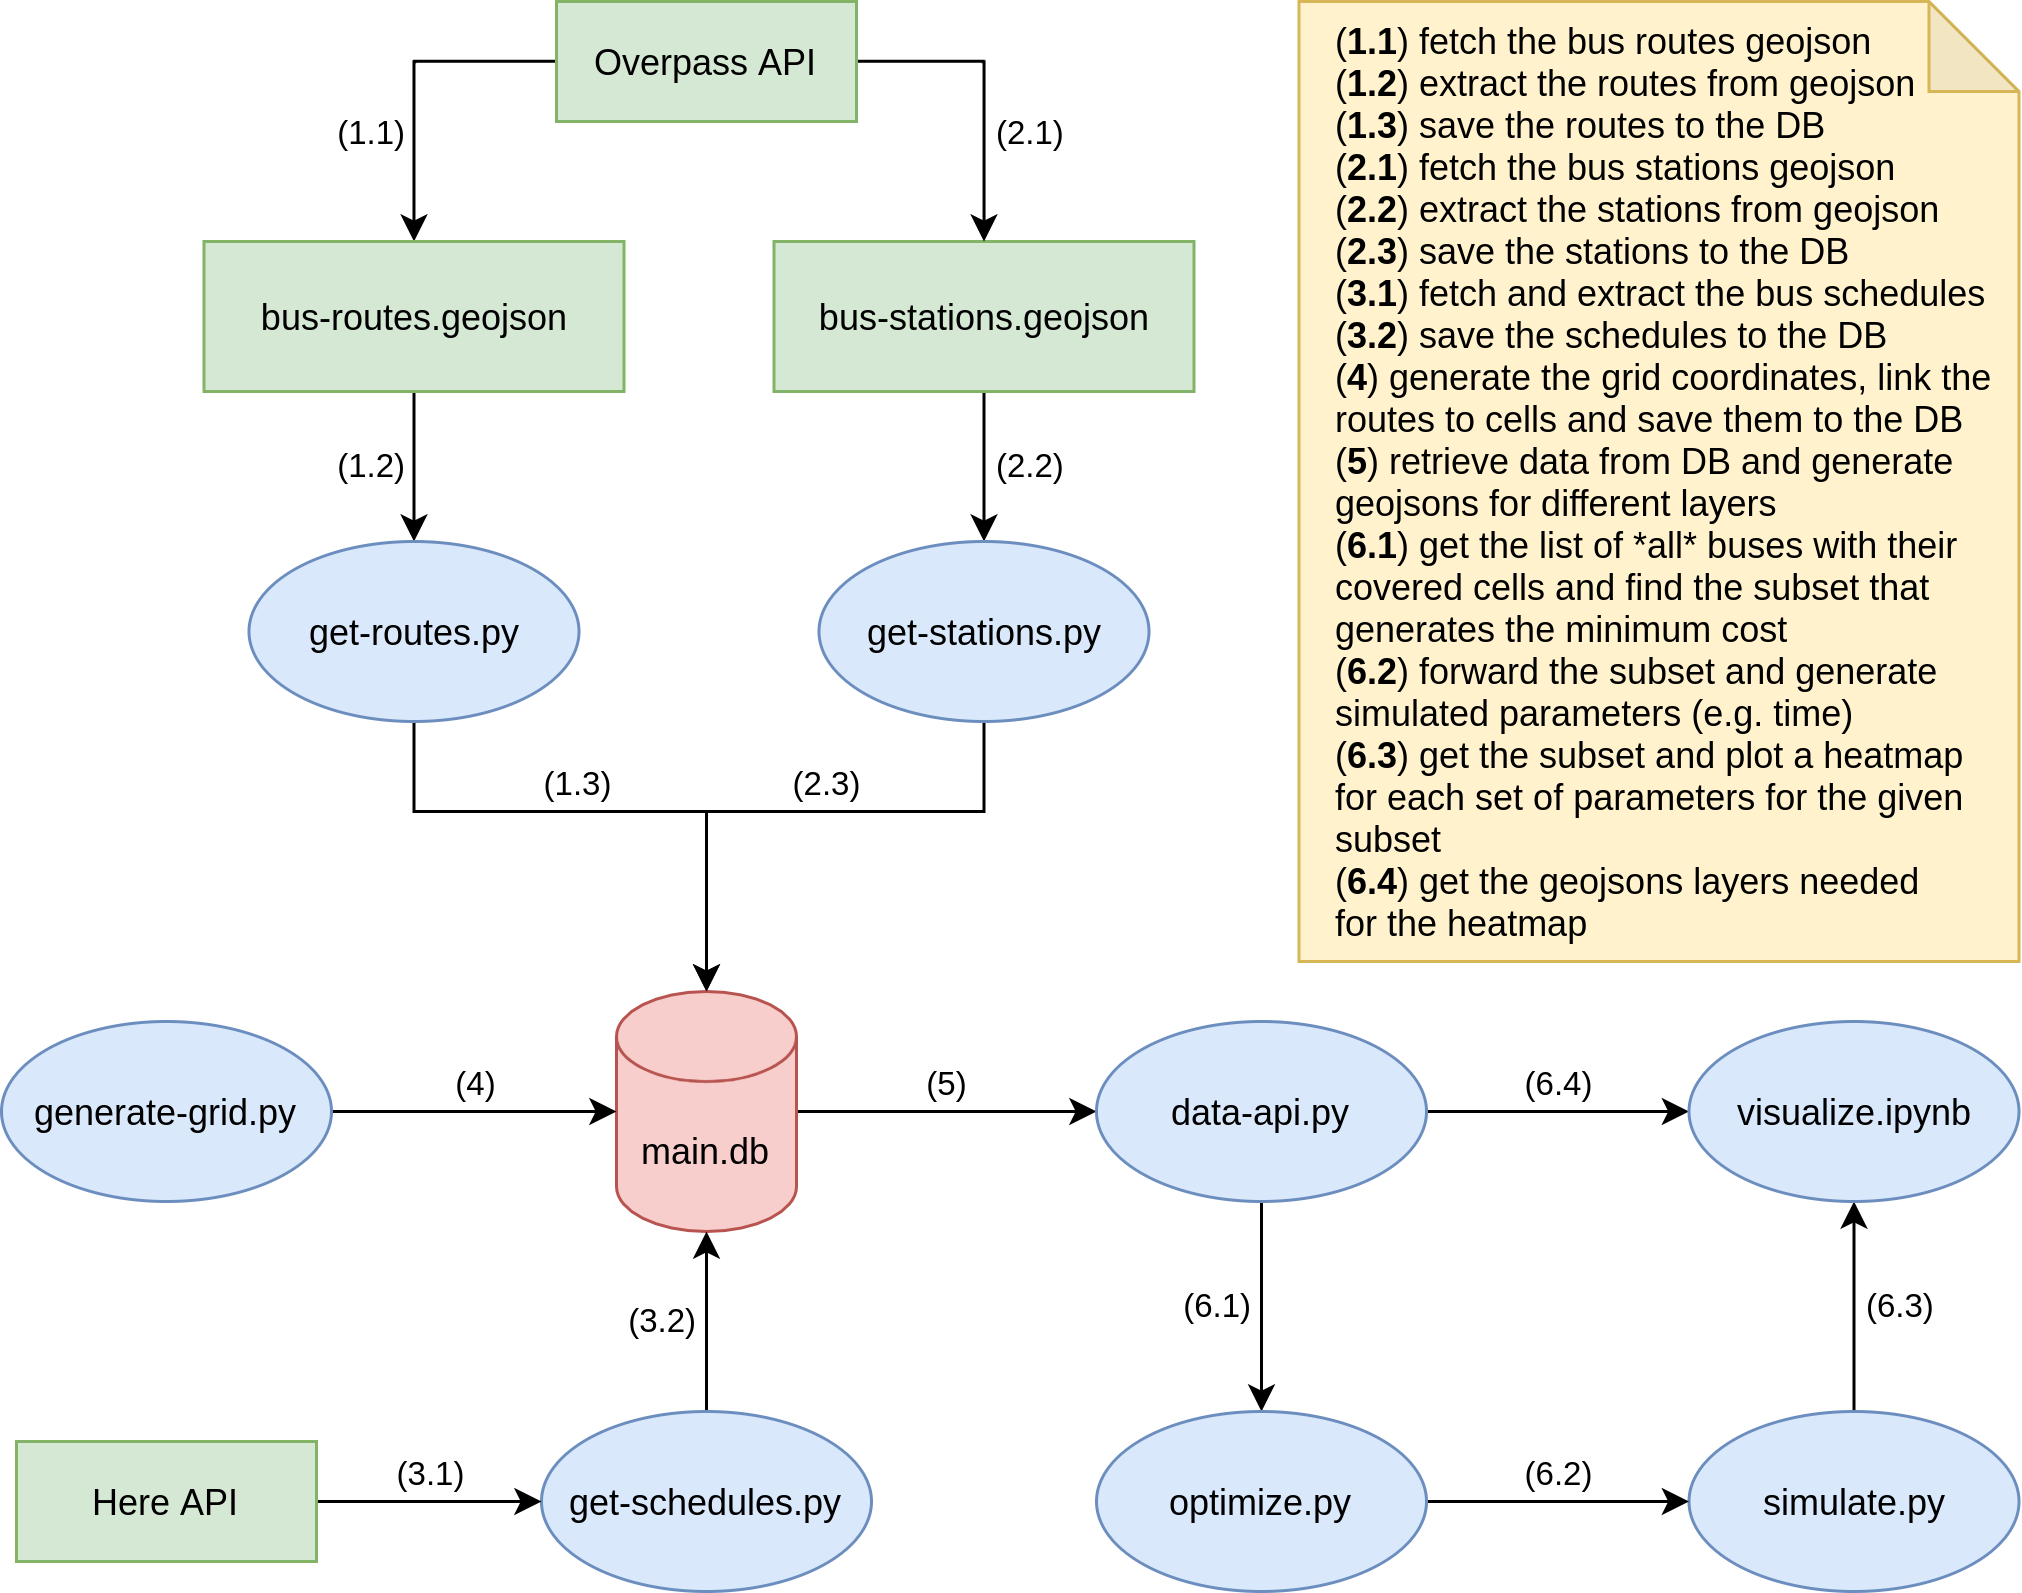 Overpass API
(1.1)
(2.1)
bus-routes.geojson
bus-stations.geojson
(1.2)
(2.2)
get-routes.py
get-stations.py
(1.3)
(2.3)
(1.1) fetch the bus routes geojson
(1.2) extract the routes from geojson
(1.3) save the routes to the DB
(2.1) fetch the bus stations geojson
(2.2) extract the stations from geojson
(2.3) save the stations to the DB
(3.1) fetch and extract the bus schedules
(3.2) save the schedules to the DB
(4) generate the grid coordinates, link the
routes to cells and save them to the DB
(5) retrieve data from DB and generate
geojsons for different layers
(6.1) get the list of *all* buses with their
covered cells and find the subset that
generates the minimum cost
(6.2) forward the subset and generate
simulated parameters (e.g. time)
(6.3) get the subset and plot a heatmap
for each set of parameters for the given
subset
(6.4) get the geojsons layers needed
for the heatmap
generate-grid.py
(4)
main.db
(5)
data-api.py
(6.4)
visualize.ipynb
(3.2)
(6.1)
(6.3)
Here API
(3.1)
get-schedules.py
optimize.py
(6.2)
simulate.py